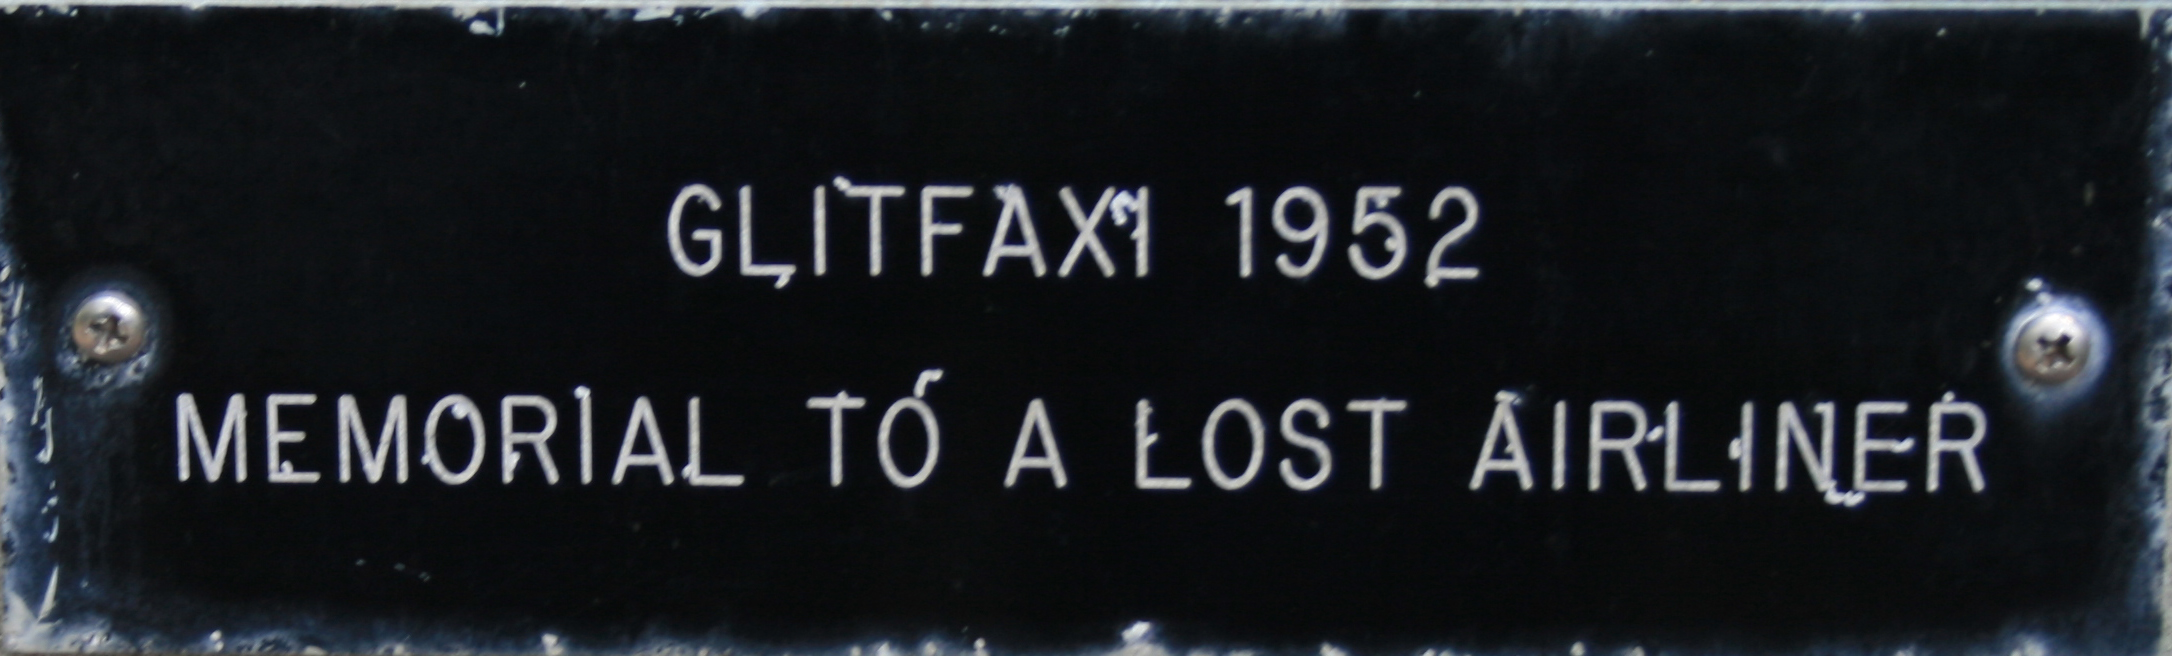 GLITFAXI 1952
MEMORIAL TO A LOST AIRLINER